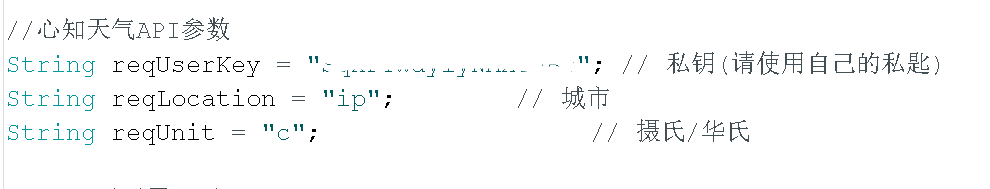 //心知天气API参数
String reqUserKey = ""; // 私钥(请使用自己的私匙)
String reqLocation = "ip"; // 城市
String reqUnit = "c"; // 摄氏/华氏